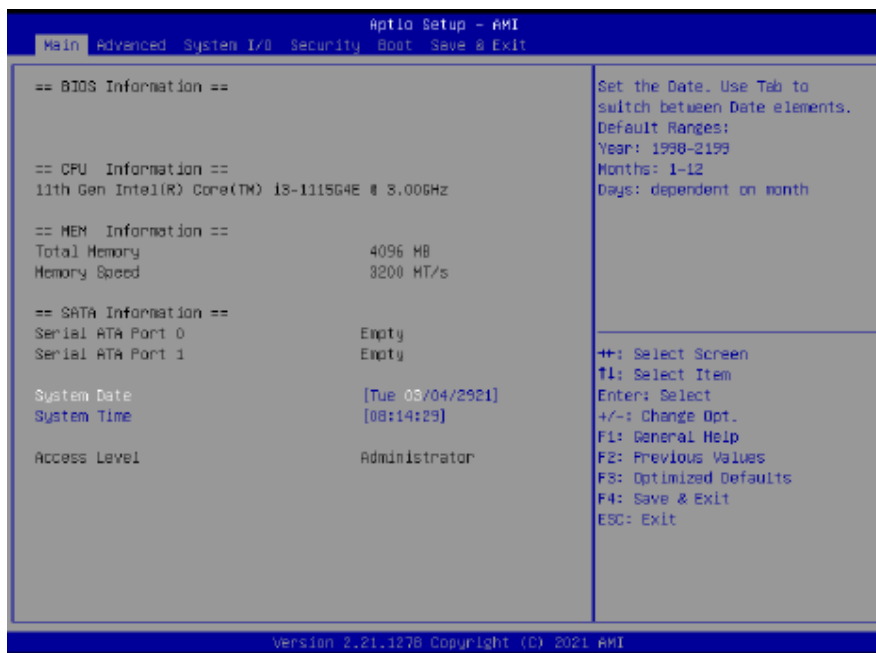 Aptio Setup - AMI
Main Advanced System I/O Security Boot Save & Exit
== BIOS Information ==
== CPU Information ==
11th Gen Intel(R) Core(TM) i3-1115G4E @ 3.00GHz
== MEM Information ==
Total Memory 4096 MB
Memory Speed 3200 MT/s
== SATA Information ==
Serial ATA Port 0 Empty
Serial ATA Port 1 Empty
System Date [Tue 03/04/2921]
System Time [08:14:29]
Access Level Administrator
Set the Date. Use Tab to
switch between Date elements.
Default Ranges:
Year: 1998-2199
Months: 1-12
Days: dependent on month
→←: Select Screen
↑↓: Select Item
Enter: Select
+/-: Change Opt.
F1: General Help
F2: Previous Values
F3: Optimized Defaults
F4: Save & Exit
ESC: Exit
Version 2.21.1278 Copyright (C) 2021 AMI